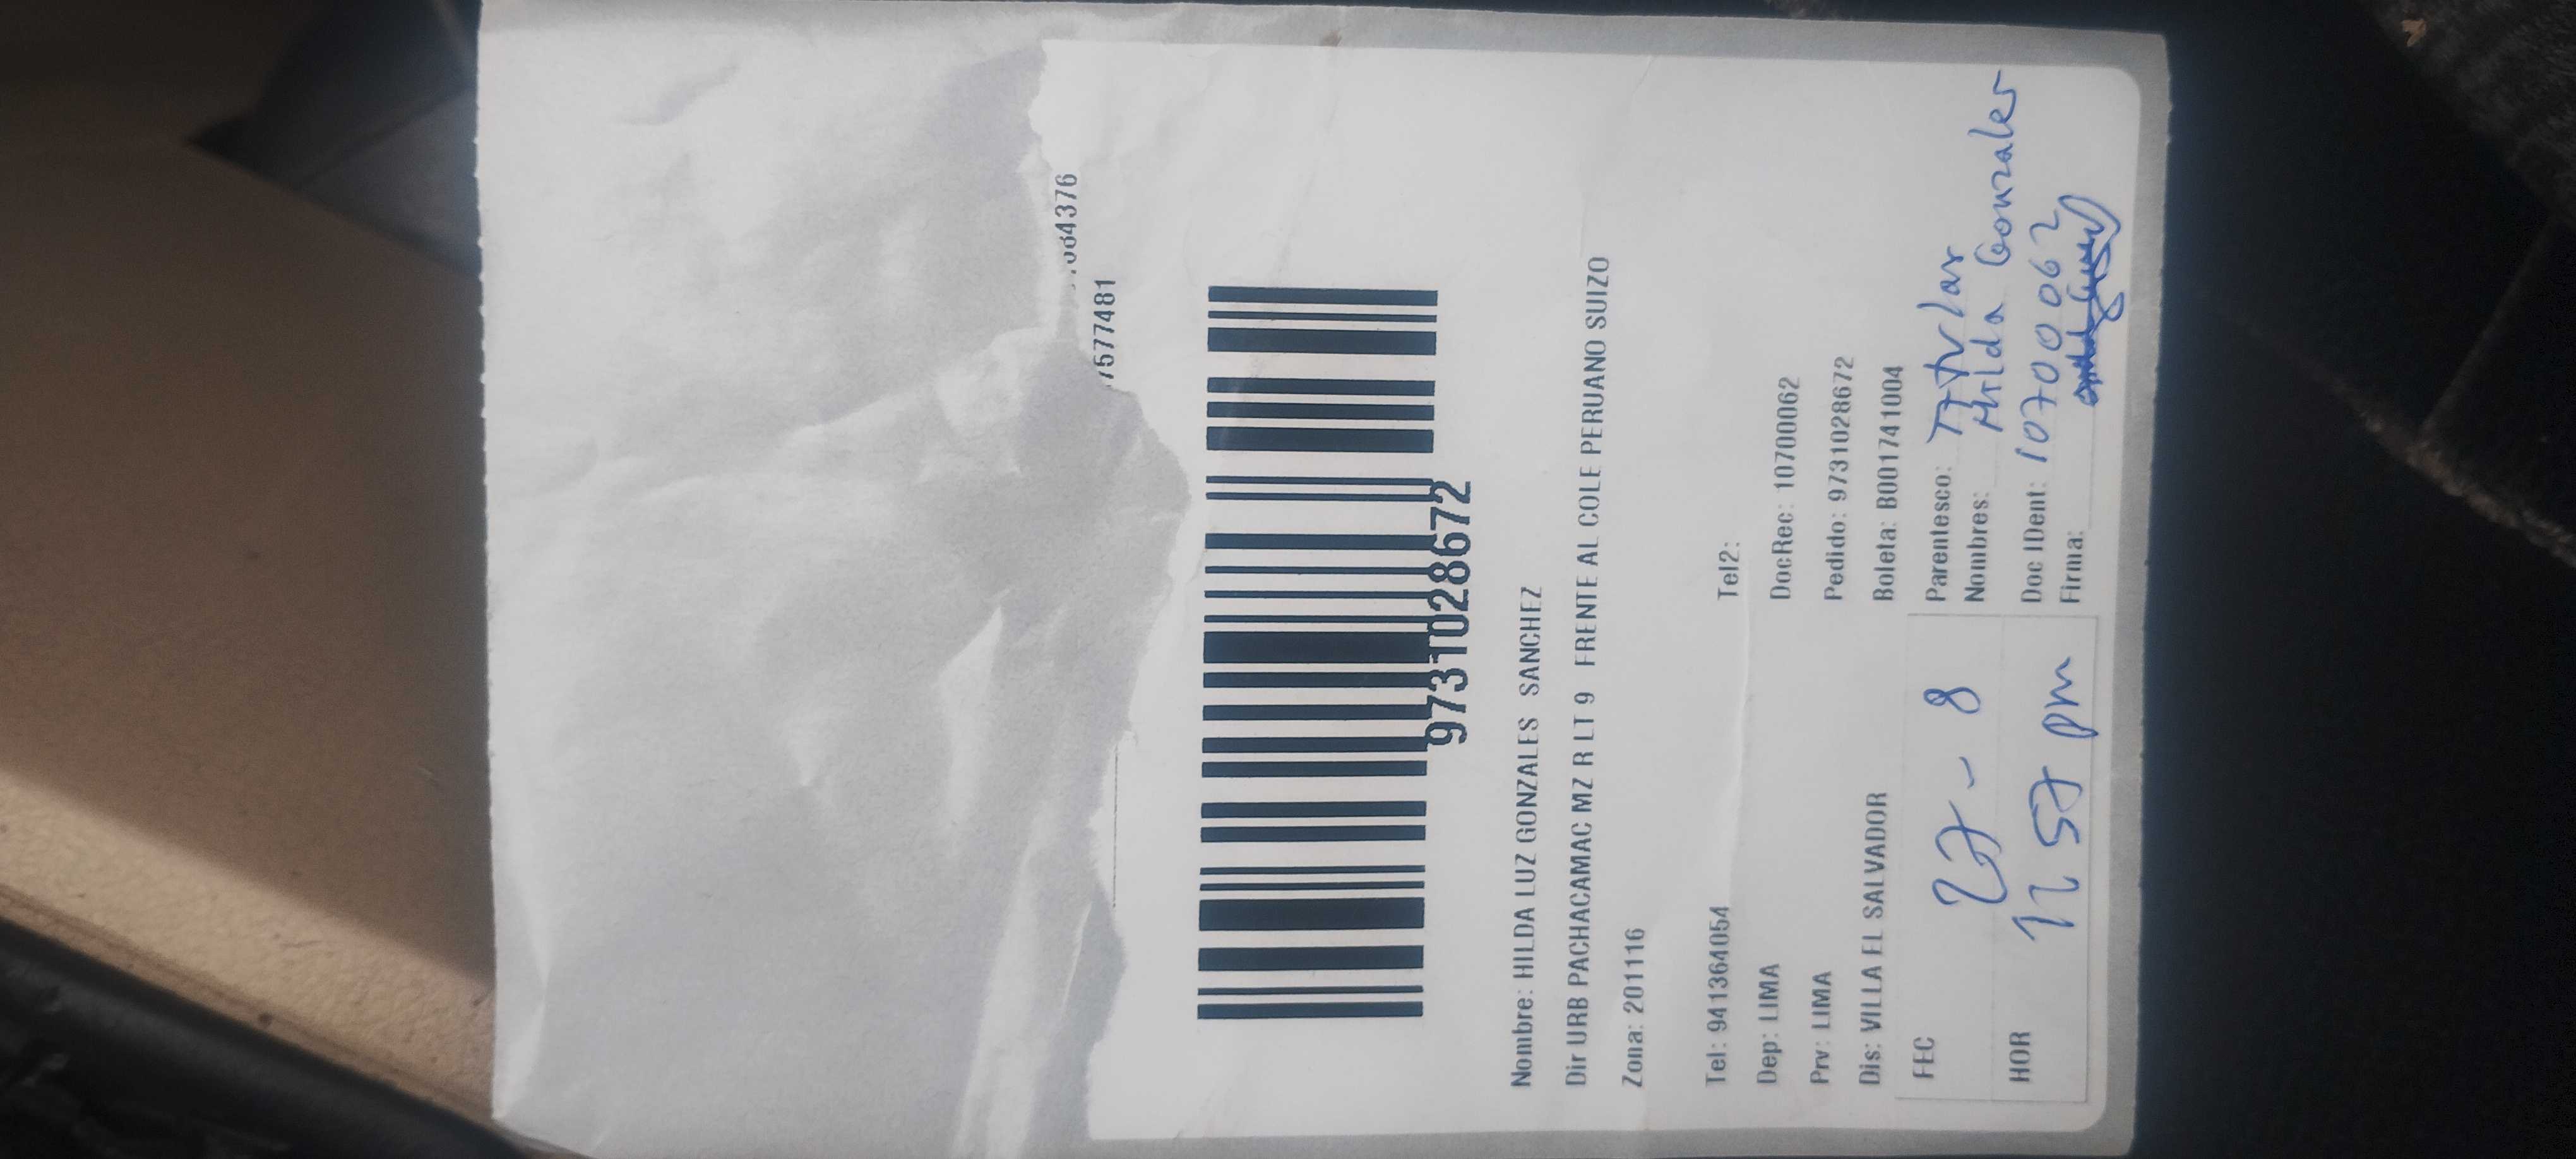 4376
7577481
9731028672
Nombre: HILDA LUZ GONZALES SANCHEZ
Dir URB PACHACAMAC MZ R LT 9 FRENTE AL COLE PERUANO SUIZO
Zona: 201116
Tel: 941364054 Tel2:
Dep: LIMA DocRec: 10700062
Prv: LIMA Pedido: 9731028672
Dis: VILLA EL SALVADOR Boleta: B001741004
FEC 27-8 Parentesco: Titular
Nombres: Hilda Gonzales
HOR 12 57 pm Doc IDent: 10700062
Firma: